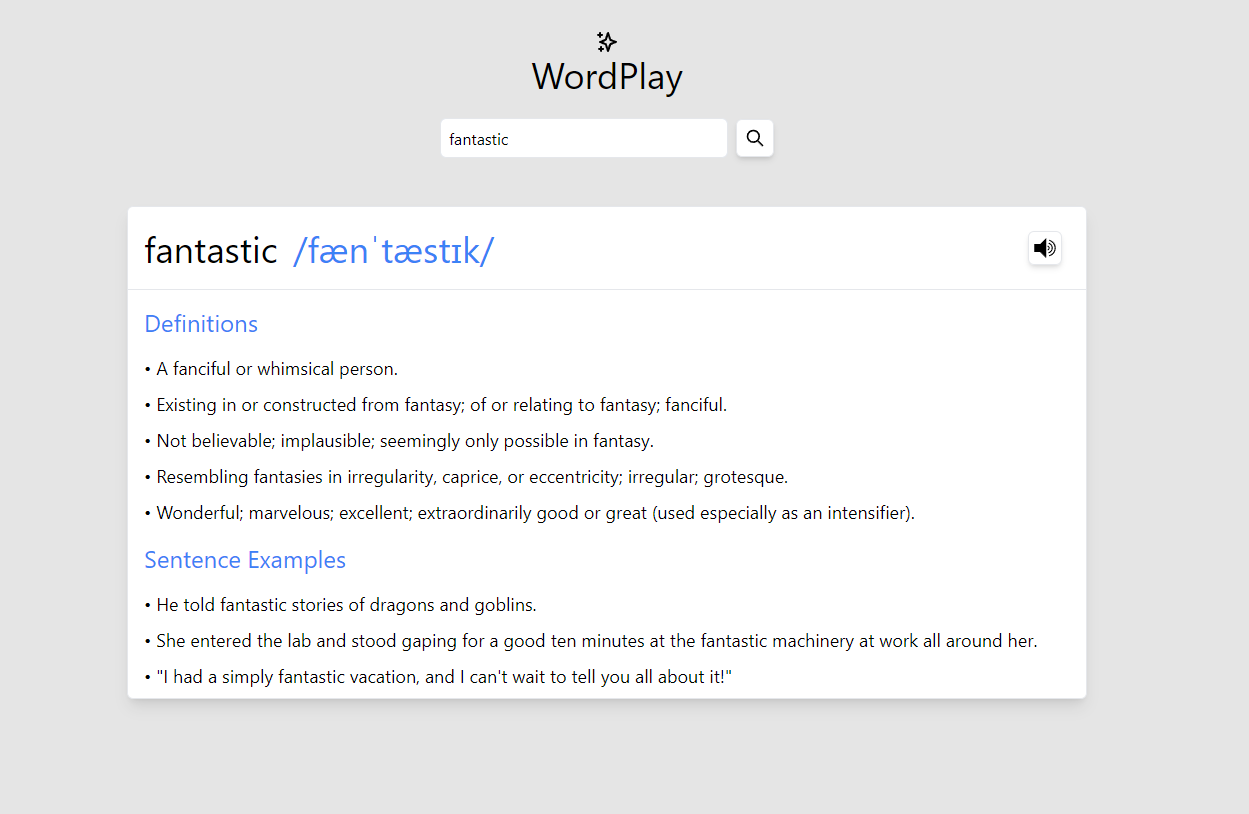 WordPlay
fantastic
fantastic /fænˈtæstɪk/
Definitions
• A fanciful or whimsical person.
• Existing in or constructed from fantasy; of or relating to fantasy; fanciful.
• Not believable; implausible; seemingly only possible in fantasy.
• Resembling fantasies in irregularity, caprice, or eccentricity; irregular; grotesque.
• Wonderful; marvelous; excellent; extraordinarily good or great (used especially as an intensifier).
Sentence Examples
• He told fantastic stories of dragons and goblins.
• She entered the lab and stood gaping for a good ten minutes at the fantastic machinery at work all around her.
• "I had a simply fantastic vacation, and I can't wait to tell you all about it!"